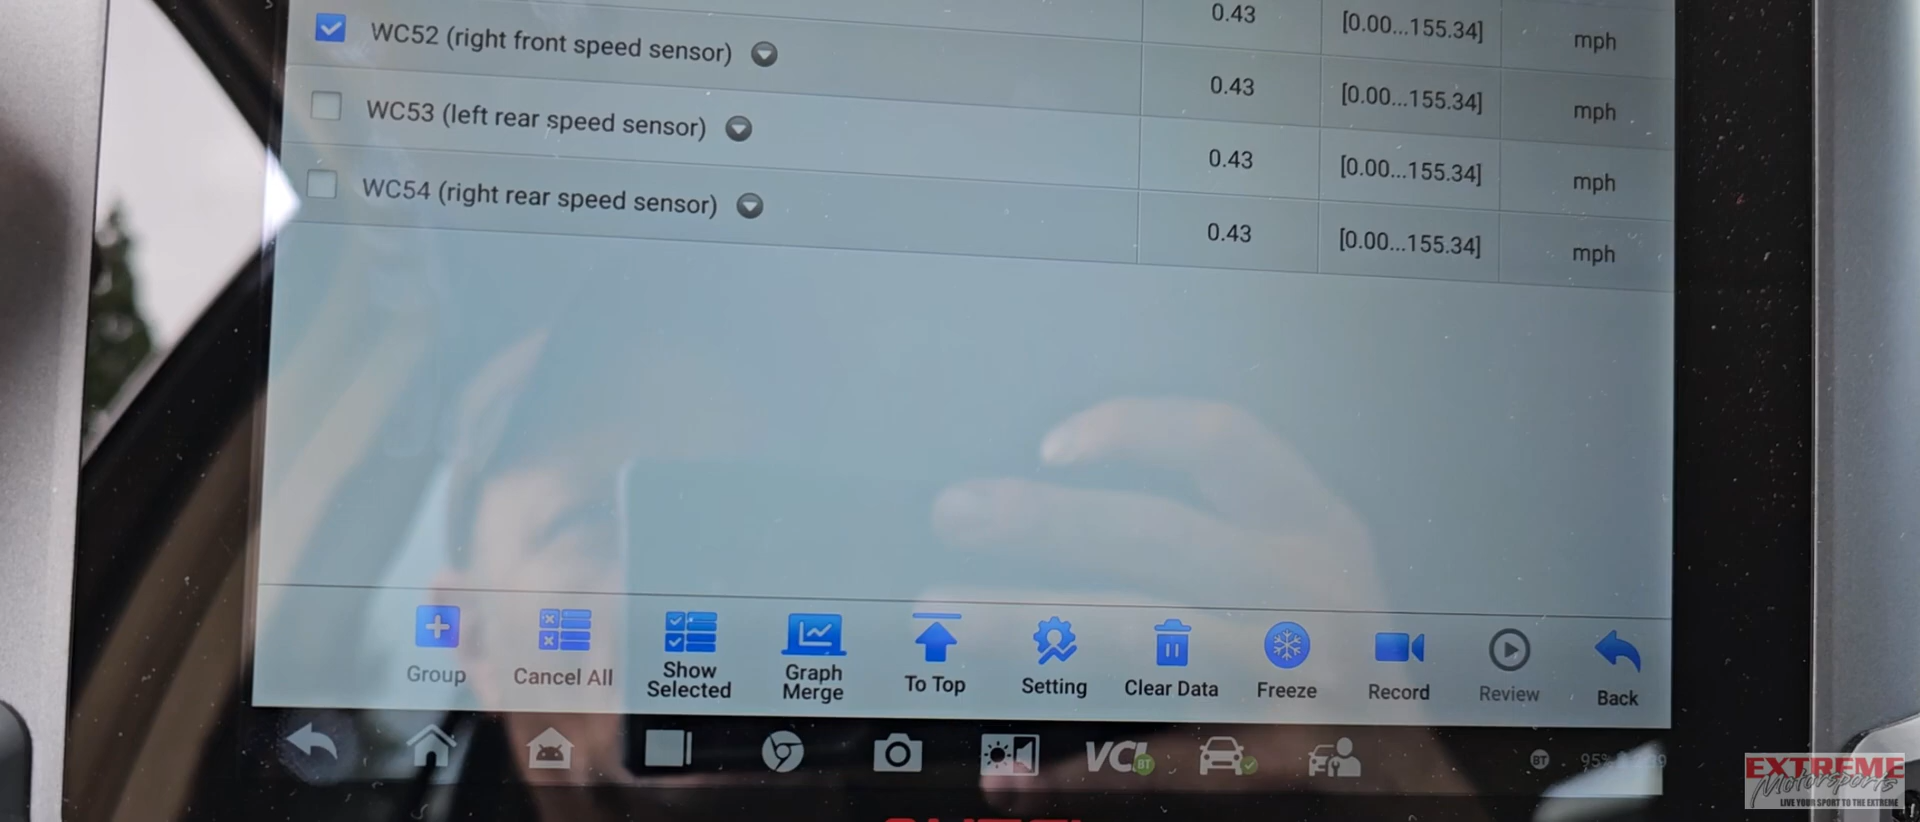 0.43 [0.00...155.34] mph
WC52 (right front speed sensor) 0.43 [0.00...155.34] mph
WC53 (left rear speed sensor) 0.43 [0.00...155.34] mph
WC54 (right rear speed sensor) 0.43 [0.00...155.34] mph
Group
Cancel All
Show
Selected
Graph
Merge
To Top
Setting
Clear Data
Freeze
Record
Review
Back
VCI
BT
BT
95%
EXTREME
Motorsports
LIVE YOUR SPORT TO THE EXTREME